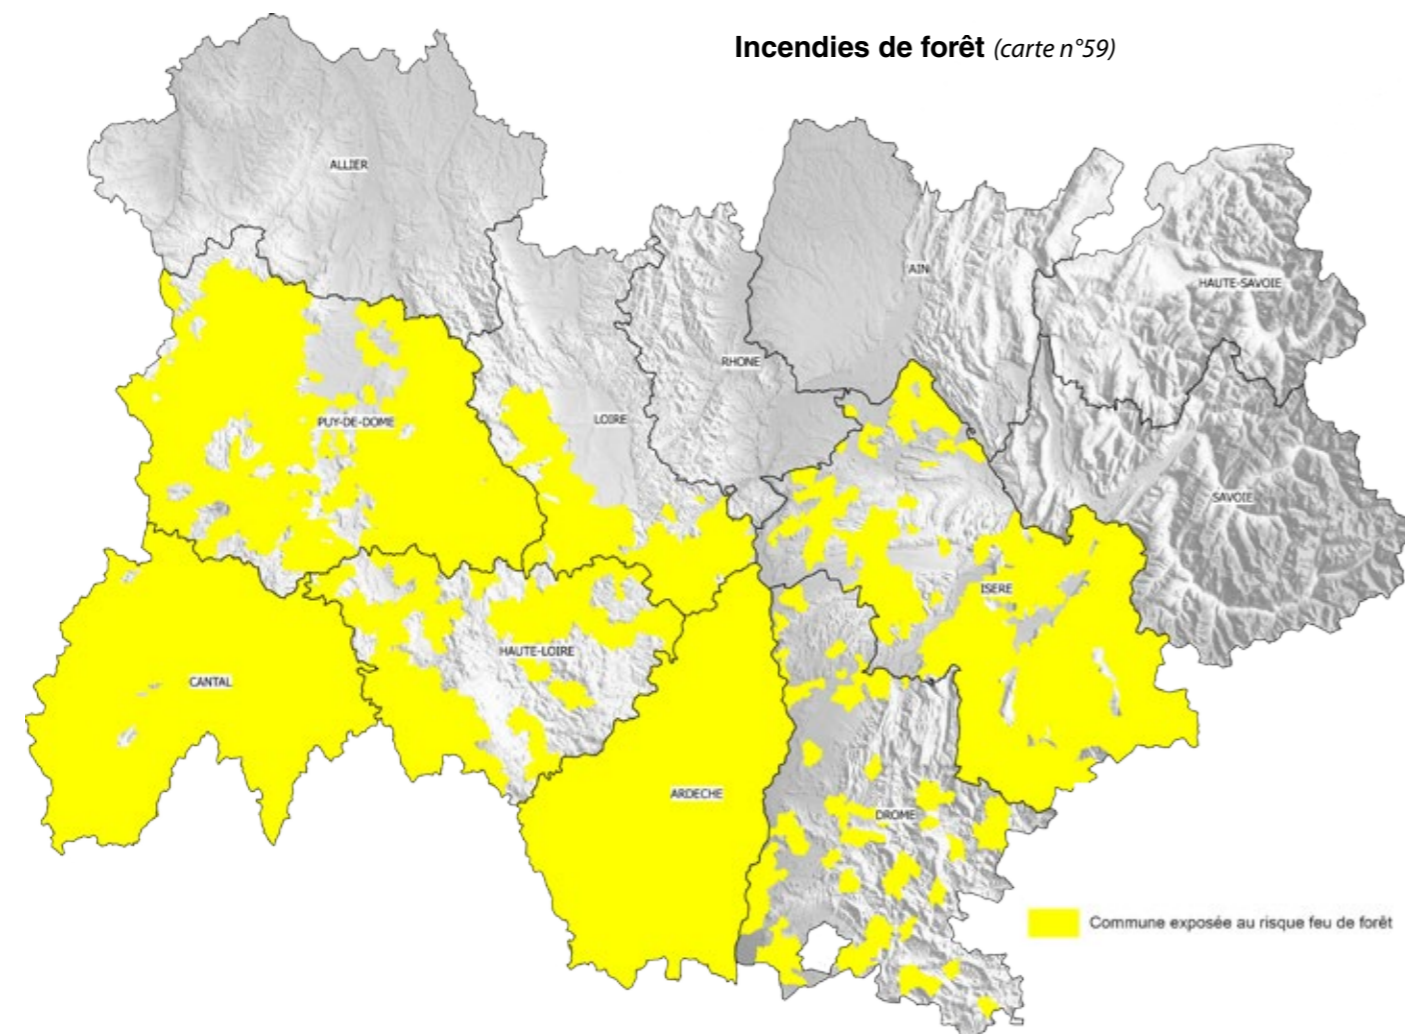 Incendies de forêt (carte n°59)
ALLIER
AIN
HAUTE-SAVOIE
RHONE
PUY-DE-DOME
LOIRE
SAVOIE
ISERE
HAUTE-LOIRE
CANTAL
ARDECHE
DROME
Commune exposée au risque feu de forêt